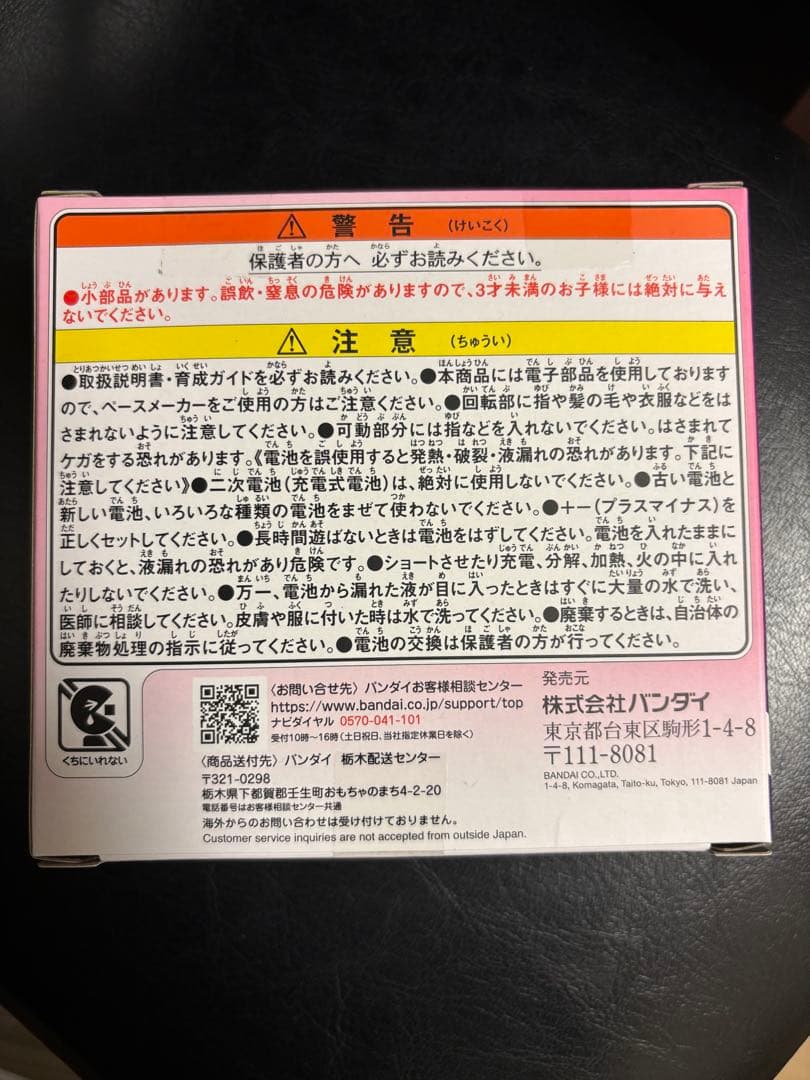 ⚠ 警告 (けいこく)
保護者の方へ 必ずお読みください。
●小部品があります。誤飲・窒息の危険がありますので、3才未満のお子様には絶対に与え
ないでください。
⚠ 注意 (ちゅうい)
●取扱説明書・育成ガイドを必ずお読みください。●本商品には電子部品を使用しております
ので、ペースメーカーをご使用の方はご注意ください。●回転部に指や髪の毛や衣服などをは
さまれないように注意してください。●可動部分には指などを入れないでください。はさまれて
ケガをする恐れがあります。《電池を誤使用すると発熱・破裂・液漏れの恐れがあります。下記に
注意してください》●二次電池(充電式電池)は、絶対に使用しないでください。●古い電池と
新しい電池、いろいろな種類の電池をまぜて使わないでください。●+-(プラスマイナス)を
正しくセットしてください。●長時間遊ばないときは電池をはずしてください。電池を入れたままに
しておくと、液漏れの恐れがあり危険です。●ショートさせたり充電、分解、加熱、火の中に入れ
たりしないでください。●万一、電池から漏れた液が目に入ったときはすぐに大量の水で洗い、
医師に相談してください。皮膚や服に付いた時は水で洗ってください。●廃棄するときは、自治体の
廃棄物処理の指示に従ってください。●電池の交換は保護者の方が行ってください。
くちにいれない
〈お問い合せ先〉バンダイお客様相談センター
https://www.bandai.co.jp/support/top
ナビダイヤル 0570-041-101
受付10時〜16時(土日祝日、当社指定休業日を除く)
〈商品送付先〉バンダイ 栃木配送センター
〒321-0298
栃木県下都賀郡壬生町おもちゃのまち4-2-20
電話番号はお客様相談センター共通
海外からのお問い合わせは受け付けておりません。
Customer service inquiries are not accepted from outside Japan.
発売元
株式会社バンダイ
東京都台東区駒形1-4-8
〒111-8081
BANDAI CO.,LTD.
1-4-8, Komagata, Taito-ku, Tokyo, 111-8081 Japan